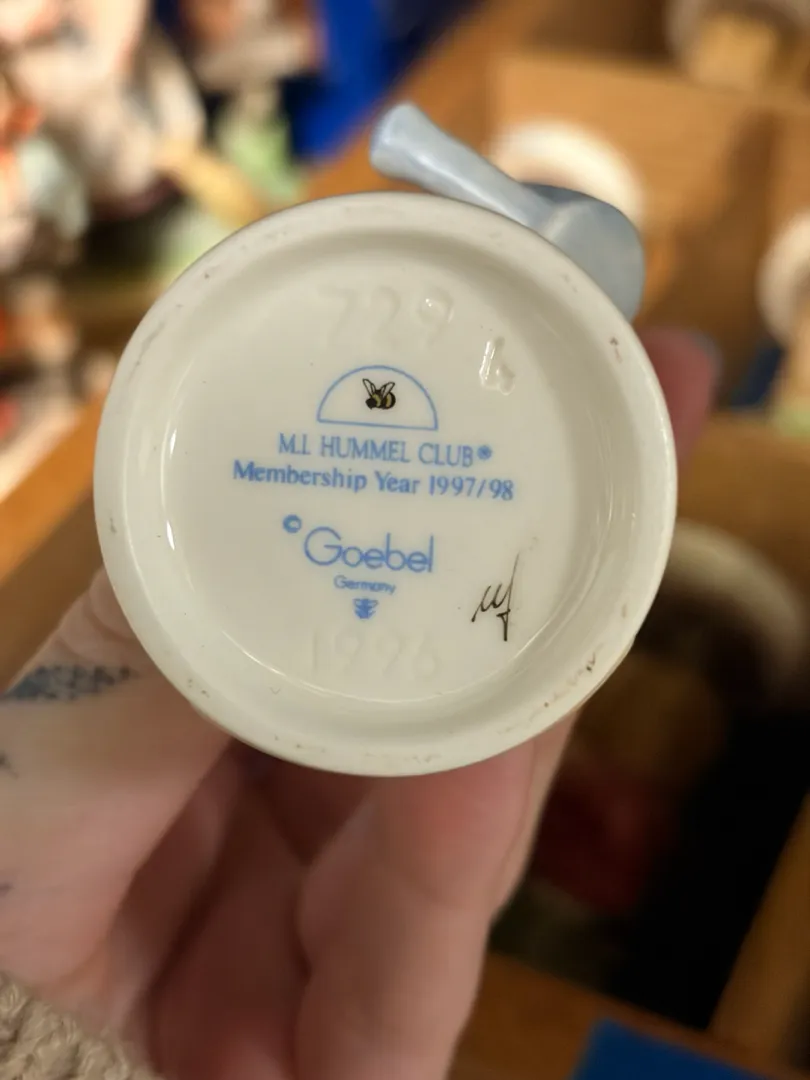 729
M.I. HUMMEL CLUB®
Membership Year 1997/98
© Goebel
Germany
1996